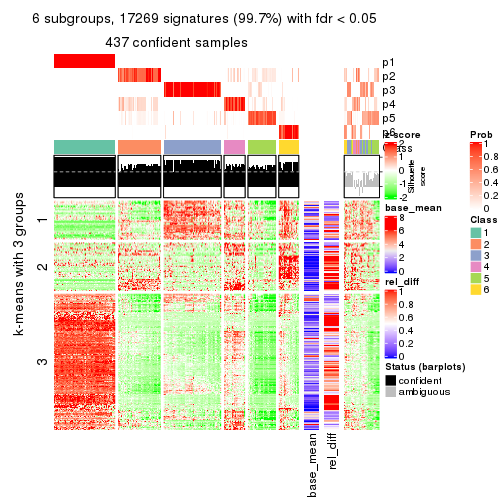 6 subgroups, 17269 signatures (99.7%) with fdr < 0.05
437 confident samples
p1
p2
p3
p4
p5
p6
Class
Silhouette
score
k-means with 3 groups
1
2
3
base_mean
rel_diff
z_score
2
1
0
-1
-2
base_mean
8
6
4
2
0
rel_diff
1
0.8
0.6
0.4
0.2
0
Status (barplots)
confident
ambiguous
Prob
1
0.8
0.6
0.4
0.2
0
Class
1
2
3
4
5
6